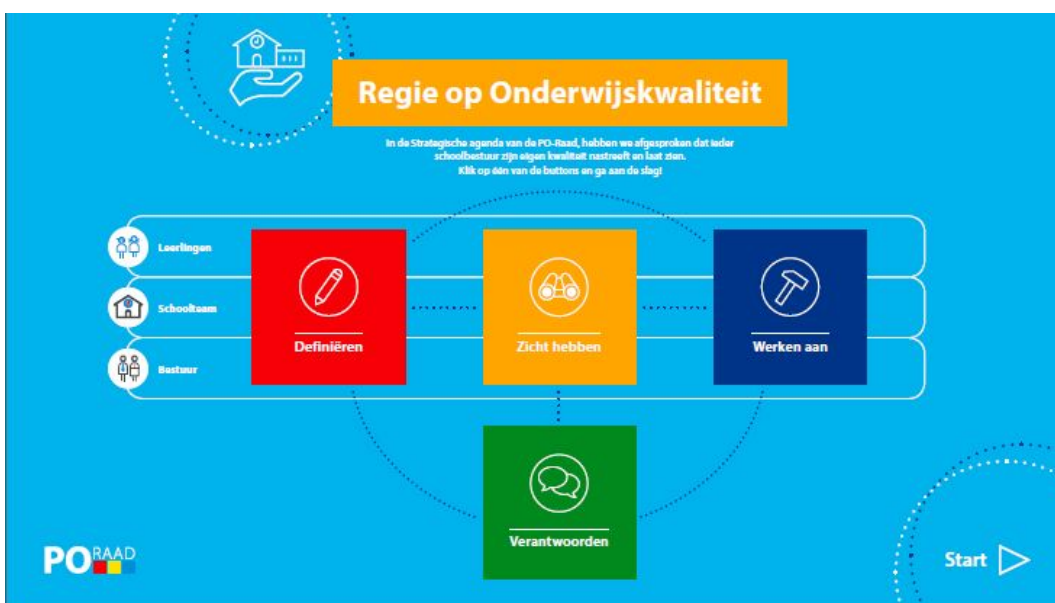 Regie op Onderwijskwaliteit
In de Strategische agenda van de PO-Raad, hebben we afgesproken dat ieder
schoolbestuur zijn eigen kwaliteit nastreeft en laat zien.
Klik op één van de buttons en ga aan de slag!
Leerlingen
Schoolteam
Bestuur
Definiëren
Zicht hebben
Werken aan
Verantwoorden
PO RAAD
Start